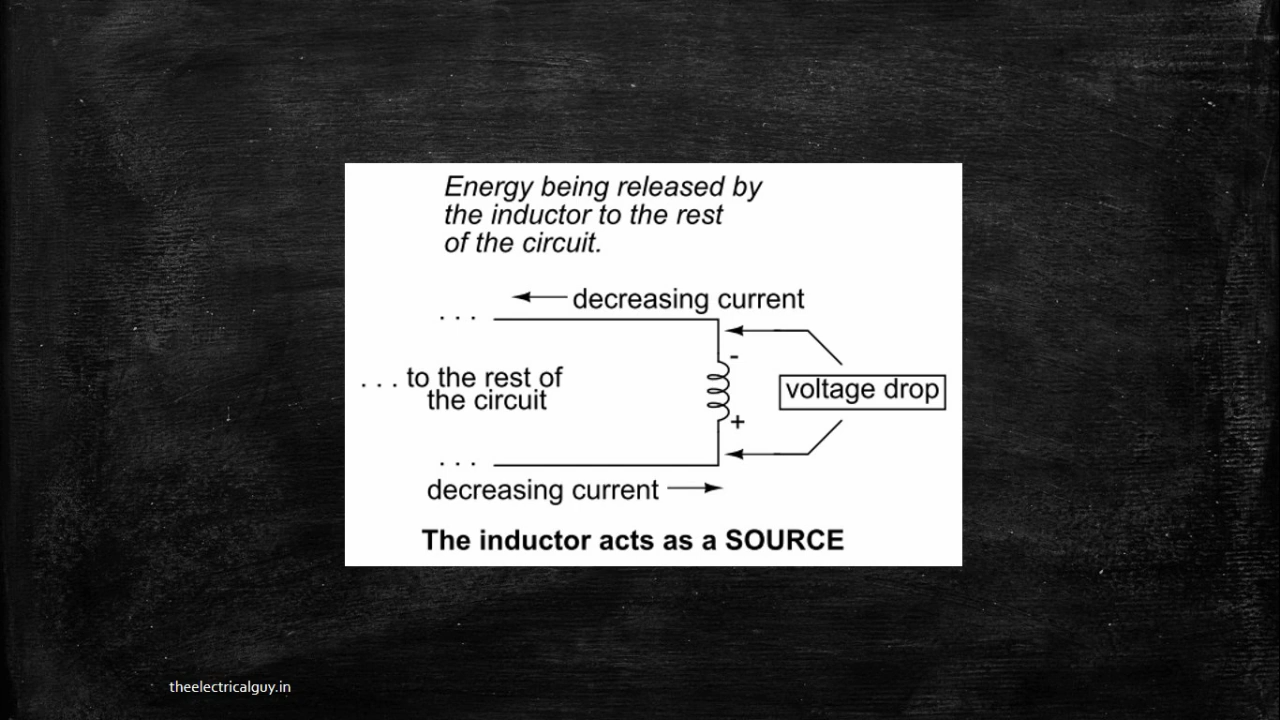 Energy being released by
the inductor to the rest
of the circuit.
decreasing current
. . .
-
. . . to the rest of
the circuit
voltage drop
+
. . .
decreasing current
The inductor acts as a SOURCE
theelectricalguy.in